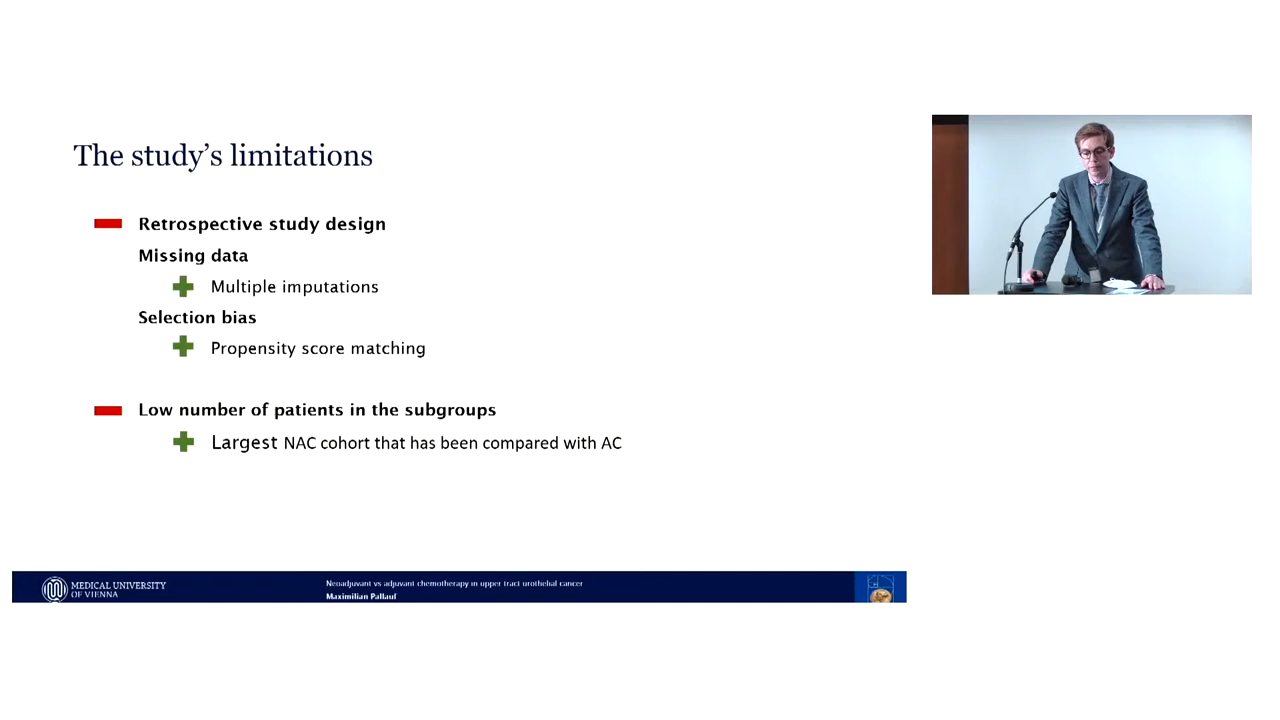 The study’s limitations
Retrospective study design
Missing data
Multiple imputations
Selection bias
Propensity score matching
Low number of patients in the subgroups
Largest NAC cohort that has been compared with AC
MEDICAL UNIVERSITY
OF VIENNA
Neoadjuvant vs adjuvant chemotherapy in upper tract urothelial cancer
Maximilian Pallauf